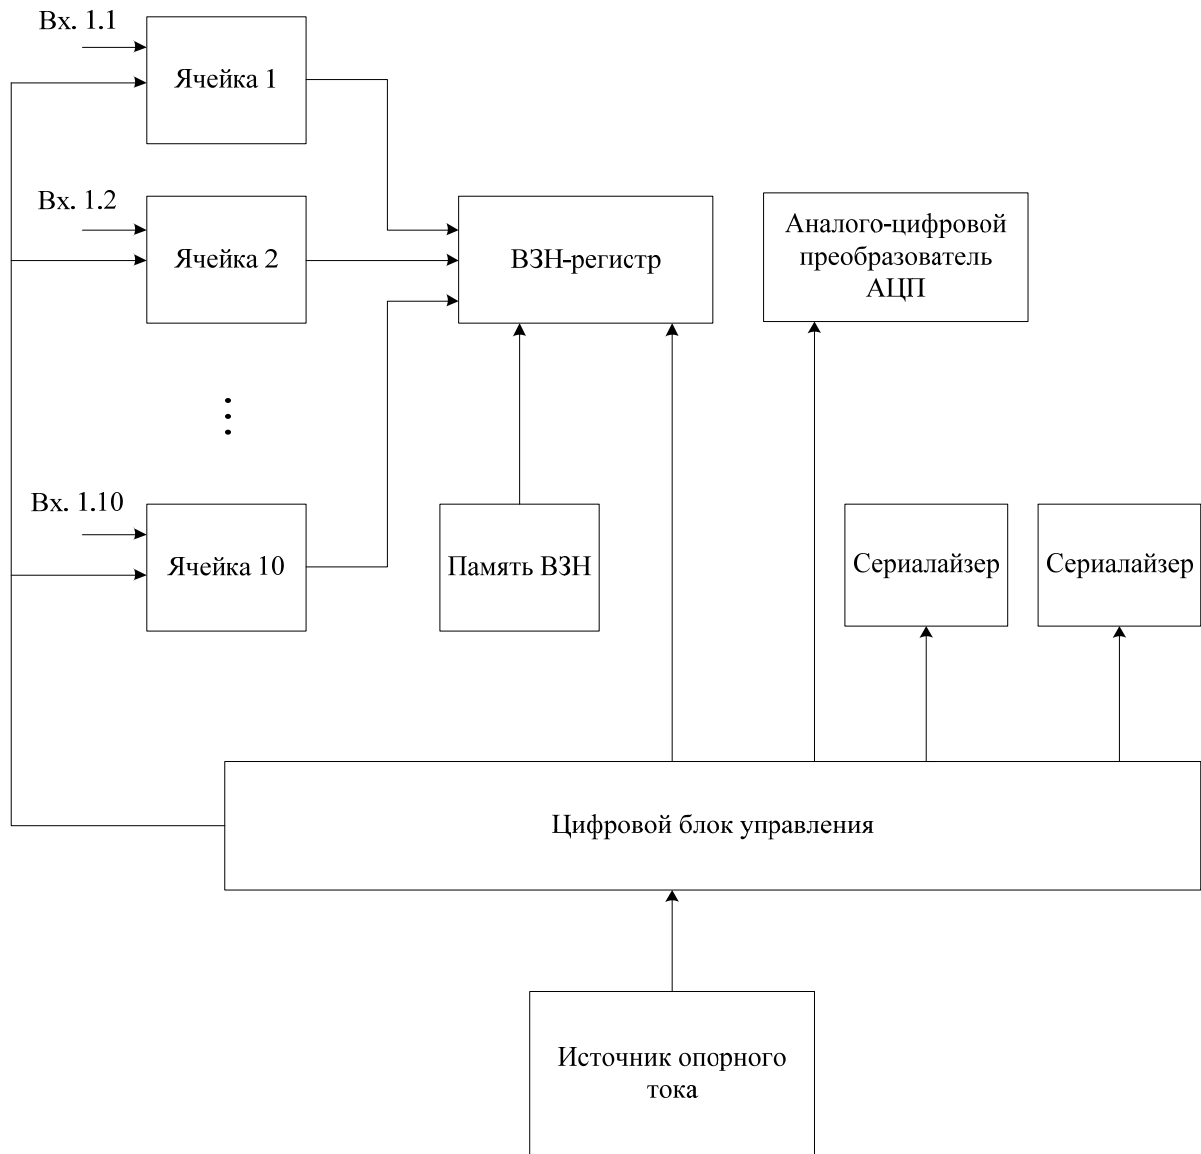 Вх. 1.1
Ячейка 1
Вх. 1.2
Ячейка 2
ВЗН-регистр
Аналого-цифровой
преобразователь
АЦП
Вх. 1.10
Ячейка 10
Память ВЗН
Сериалайзер
Сериалайзер
Цифровой блок управления
Источник опорного
тока